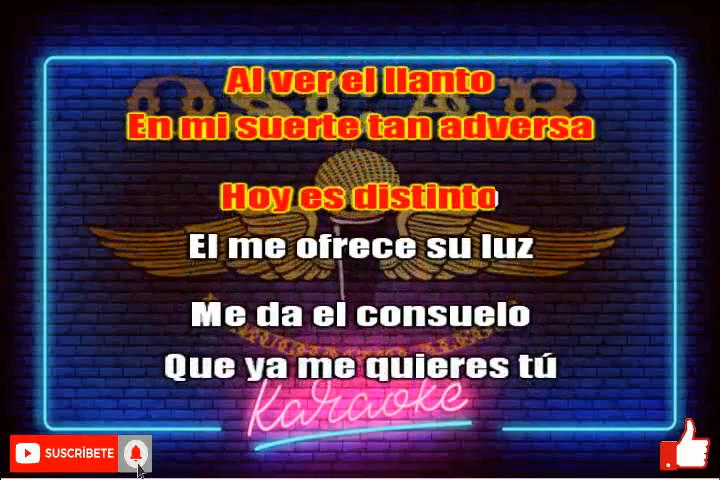 Al ver el llanto
En mi suerte tan adversa
Hoy es distinto
El me ofrece su luz
Me da el consuelo
Que ya me quieres tú
Karaoke
SUSCRÍBETE